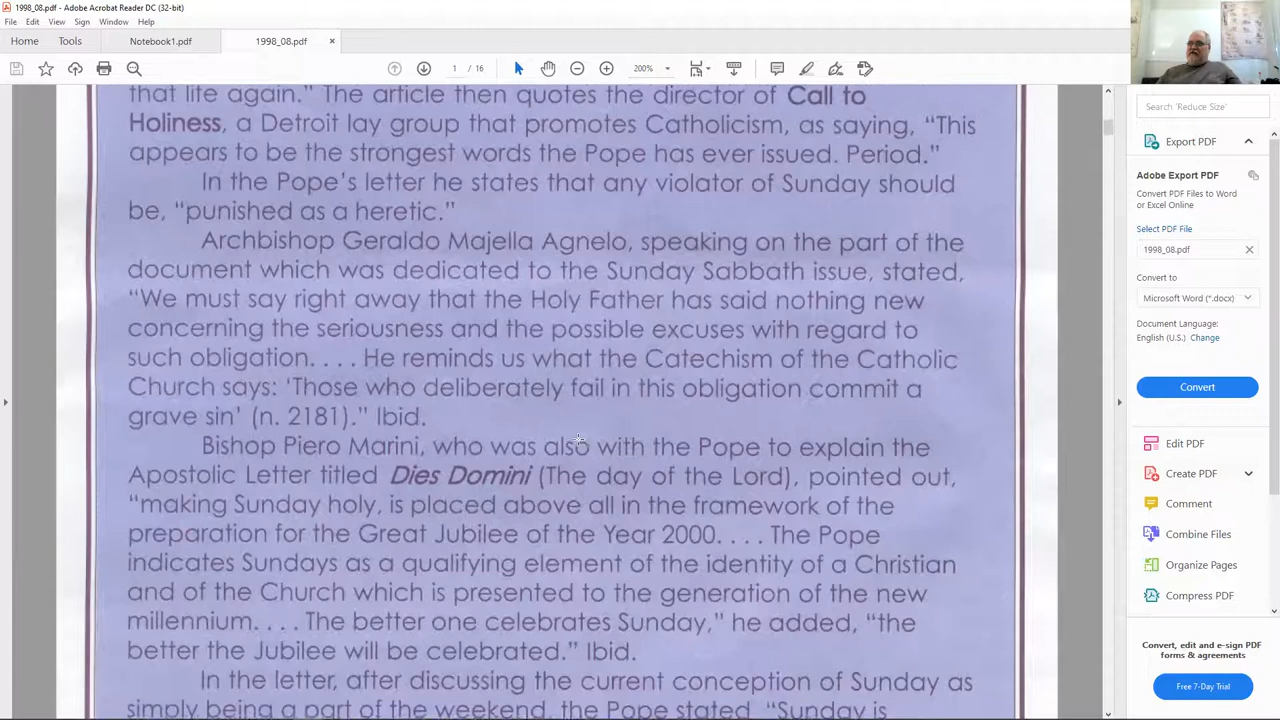 1998_08.pdf - Adobe Acrobat Reader DC (32-bit)
File Edit View Sign Window Help
Home Tools Notebook1.pdf 1998_08.pdf ×
1 / 16 200%
that life again.” The article then quotes the director of Call to
Holiness, a Detroit lay group that promotes Catholicism, as saying, “This
appears to be the strongest words the Pope has ever issued. Period.”
In the Pope’s letter he states that any violator of Sunday should
be, “punished as a heretic.”
Archbishop Geraldo Majella Agnelo, speaking on the part of the
document which was dedicated to the Sunday Sabbath issue, stated,
“We must say right away that the Holy Father has said nothing new
concerning the seriousness and the possible excuses with regard to
such obligation. . . . He reminds us what the Catechism of the Catholic
Church says: ‘Those who deliberately fail in this obligation commit a
grave sin’ (n. 2181).” Ibid.
Bishop Piero Marini, who was also with the Pope to explain the
Apostolic Letter titled Dies Domini (The day of the Lord), pointed out,
“making Sunday holy, is placed above all in the framework of the
preparation for the Great Jubilee of the Year 2000. . . . The Pope
indicates Sundays as a quarifying element of the identity of a Christian
and of the Church which is presented to the generation of the new
millennium. . . . The better one celebrates Sunday,” he added, “the
better the Jubilee will be celebrated.” Ibid.
In the letter, after discussing the current conception of Sunday as
simply being a part of the weekend, the Pope stated, “Sunday is
Search 'Reduce Size'
Export PDF
Adobe Export PDF
Convert PDF Files to Word
or Excel Online
Select PDF File
1998_08.pdf
Convert to
Microsoft Word (*.docx)
Document Language:
English (U.S.) Change
Convert
Edit PDF
Create PDF
Comment
Combine Files
Organize Pages
Compress PDF
Convert, edit and e-sign PDF
forms & agreements
Free 7-Day Trial